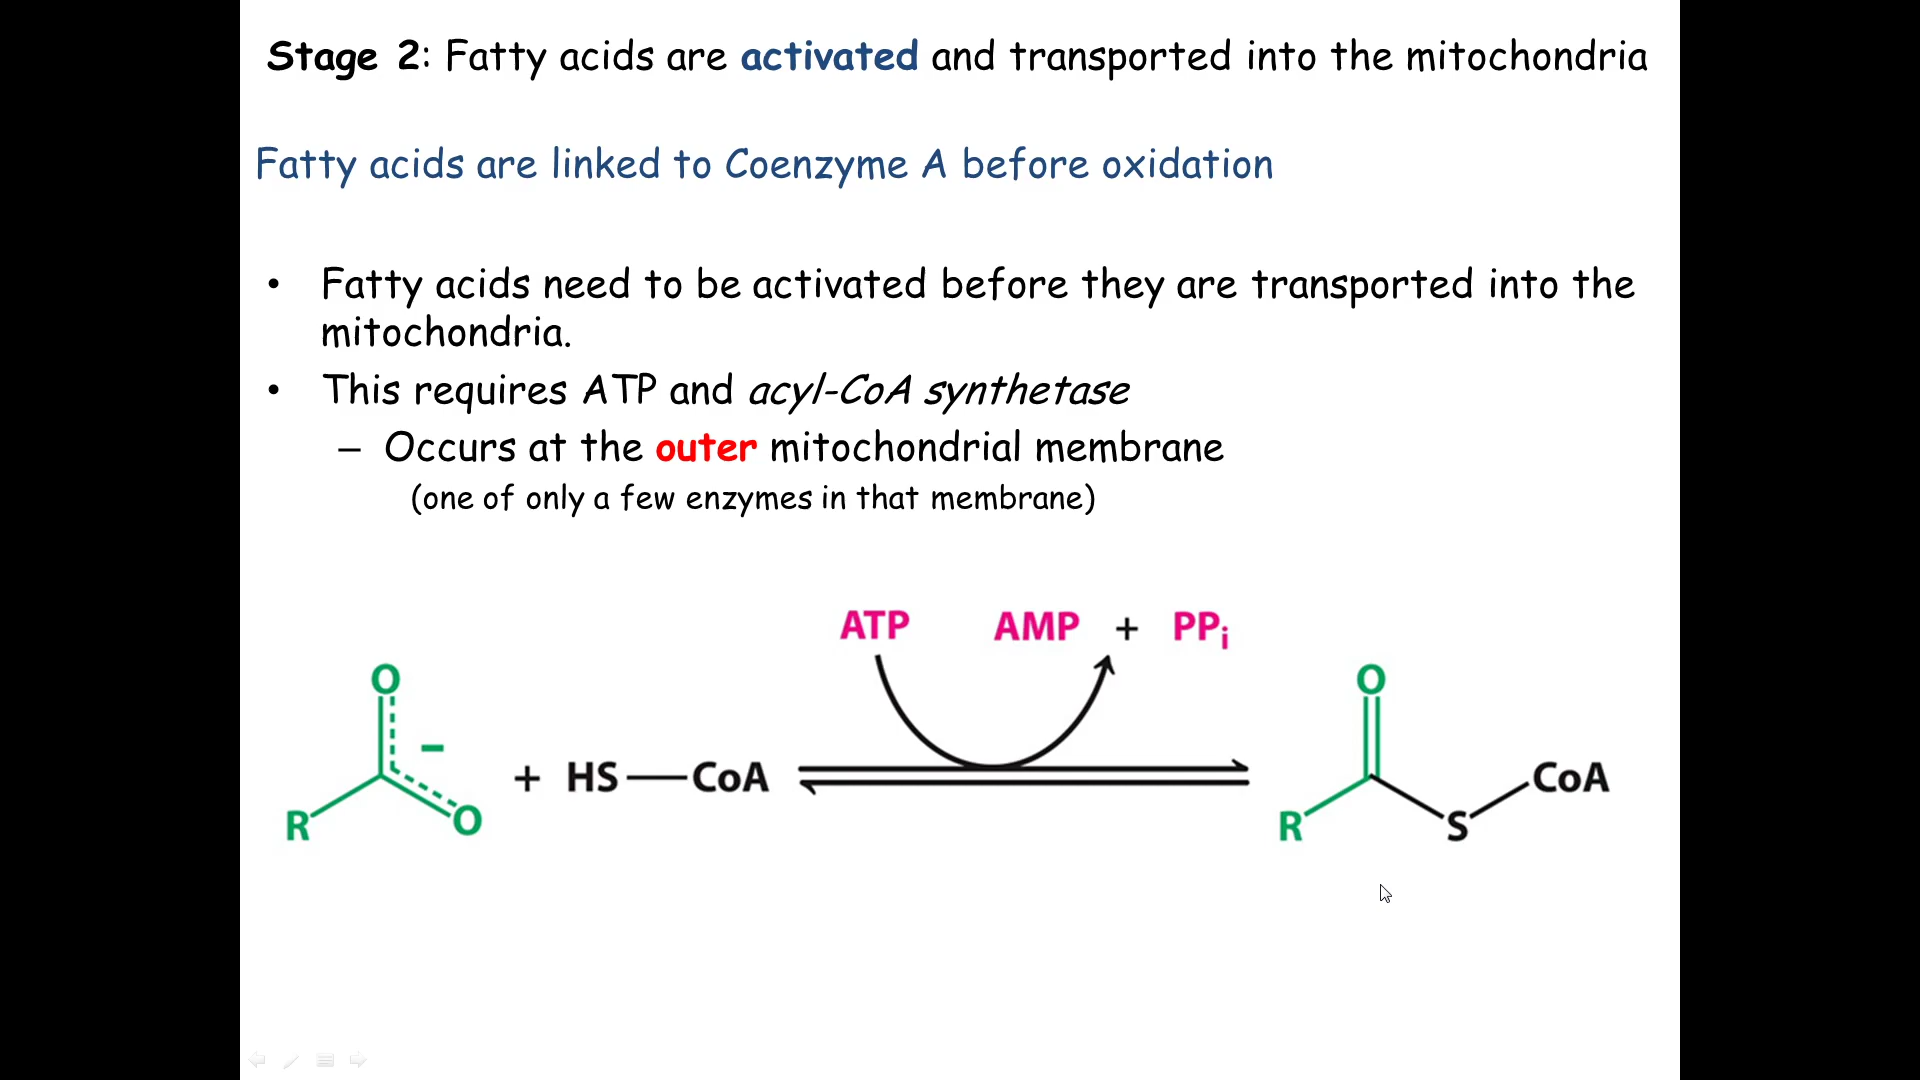 Stage 2: Fatty acids are activated and transported into the mitochondria
Fatty acids are linked to Coenzyme A before oxidation
• Fatty acids need to be activated before they are transported into the
mitochondria.
• This requires ATP and acyl-CoA synthetase
– Occurs at the outer mitochondrial membrane
(one of only a few enzymes in that membrane)
ATP AMP + PPi
O O
− + HS—CoA CoA
R O R S